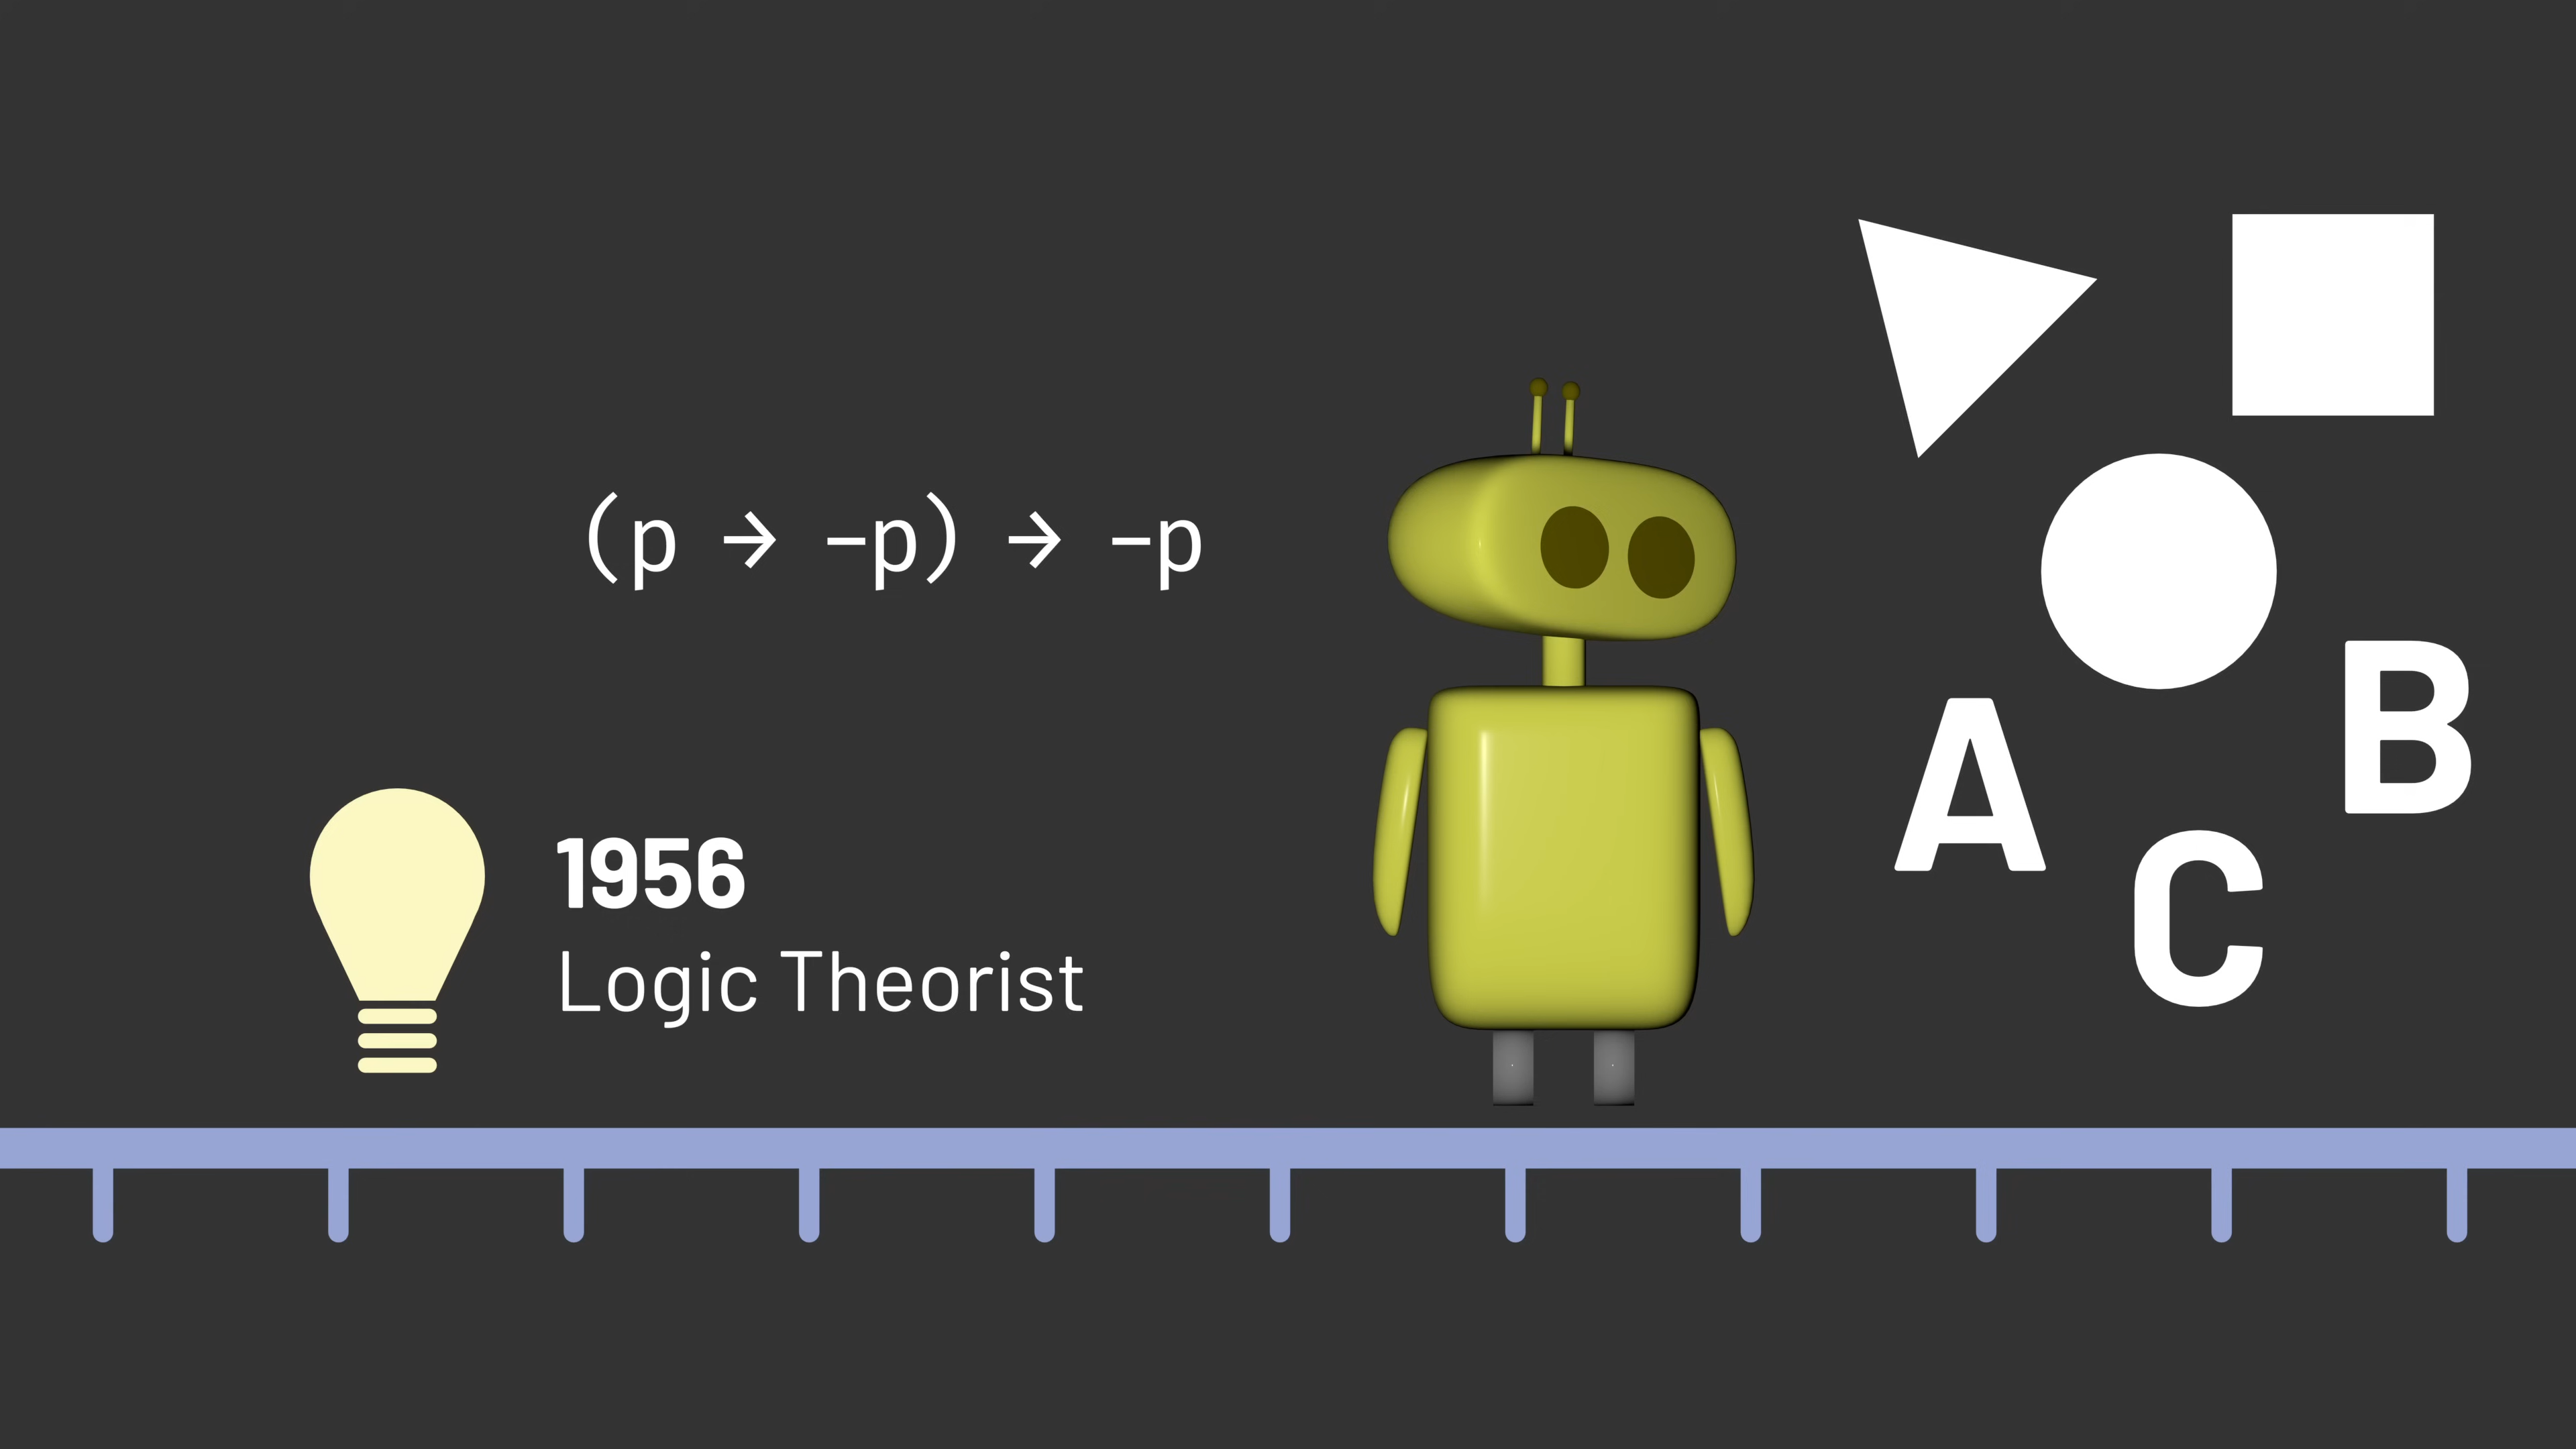 (p → –p) → –p
1956
Logic Theorist
A
B
C